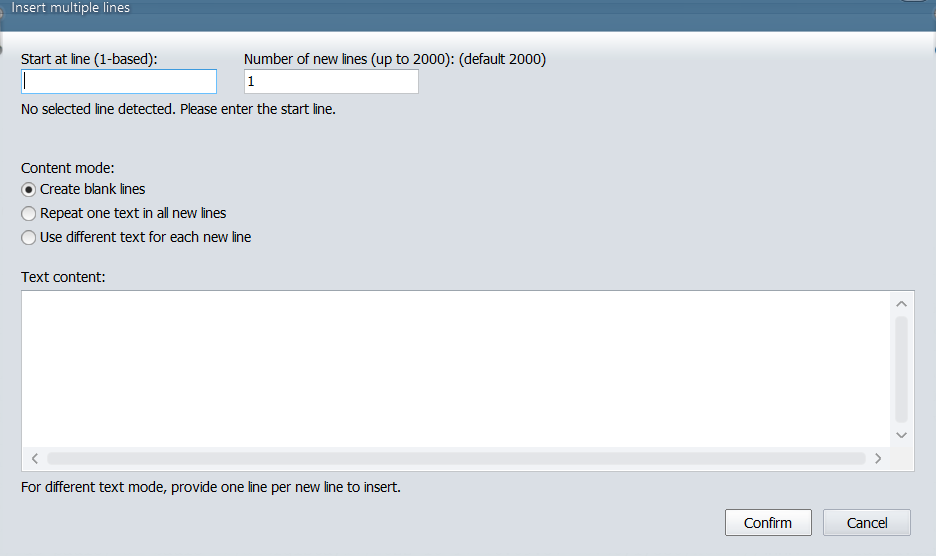 Insert multiple lines
Start at line (1-based):
Number of new lines (up to 2000): (default 2000)
1
No selected line detected. Please enter the start line.
Content mode:
Create blank lines
Repeat one text in all new lines
Use different text for each new line
Text content:
For different text mode, provide one line per new line to insert.
Confirm
Cancel